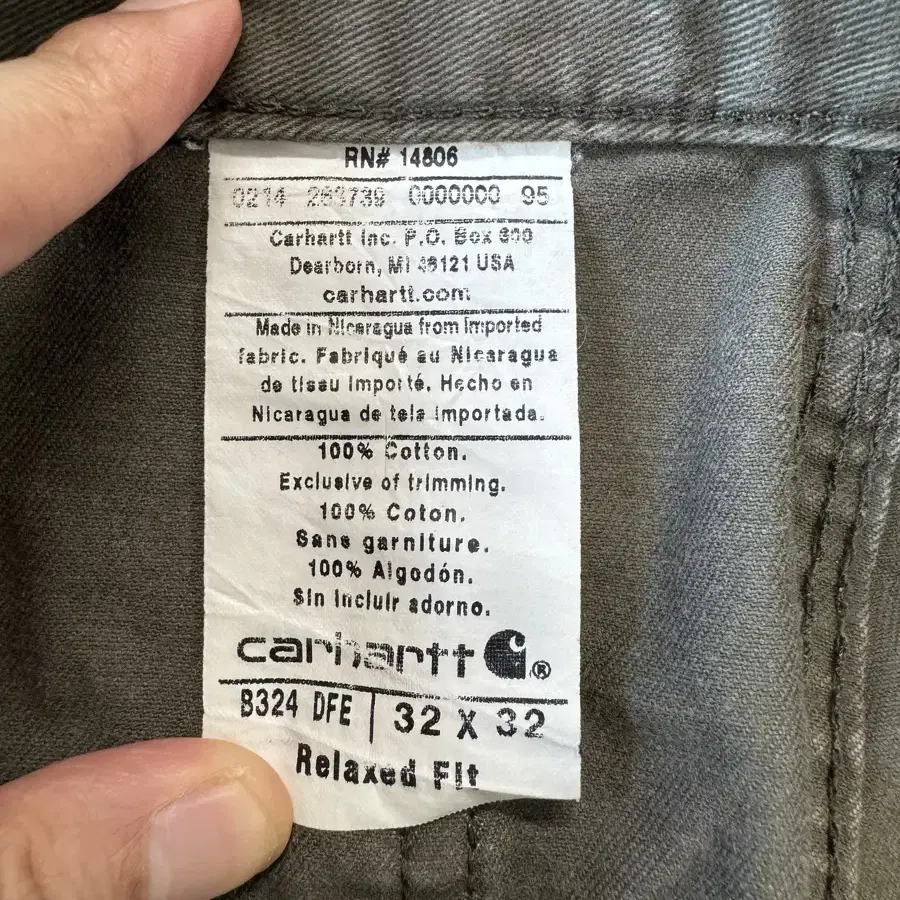 RN# 14806
0214 263739 0000000 95
Carhartt Inc. P.O. Box 600
Dearborn, MI 48121 USA
carhartt.com
Made in Nicaragua from imported
fabric. Fabriqué au Nicaragua
de tissu importé. Hecho en
Nicaragua de tela importada.
100% Cotton.
Exclusive of trimming.
100% Coton.
Sans garniture.
100% Algodón.
Sin incluir adorno.
carhartt ®
B324 DFE 32 X 32
Relaxed Fit